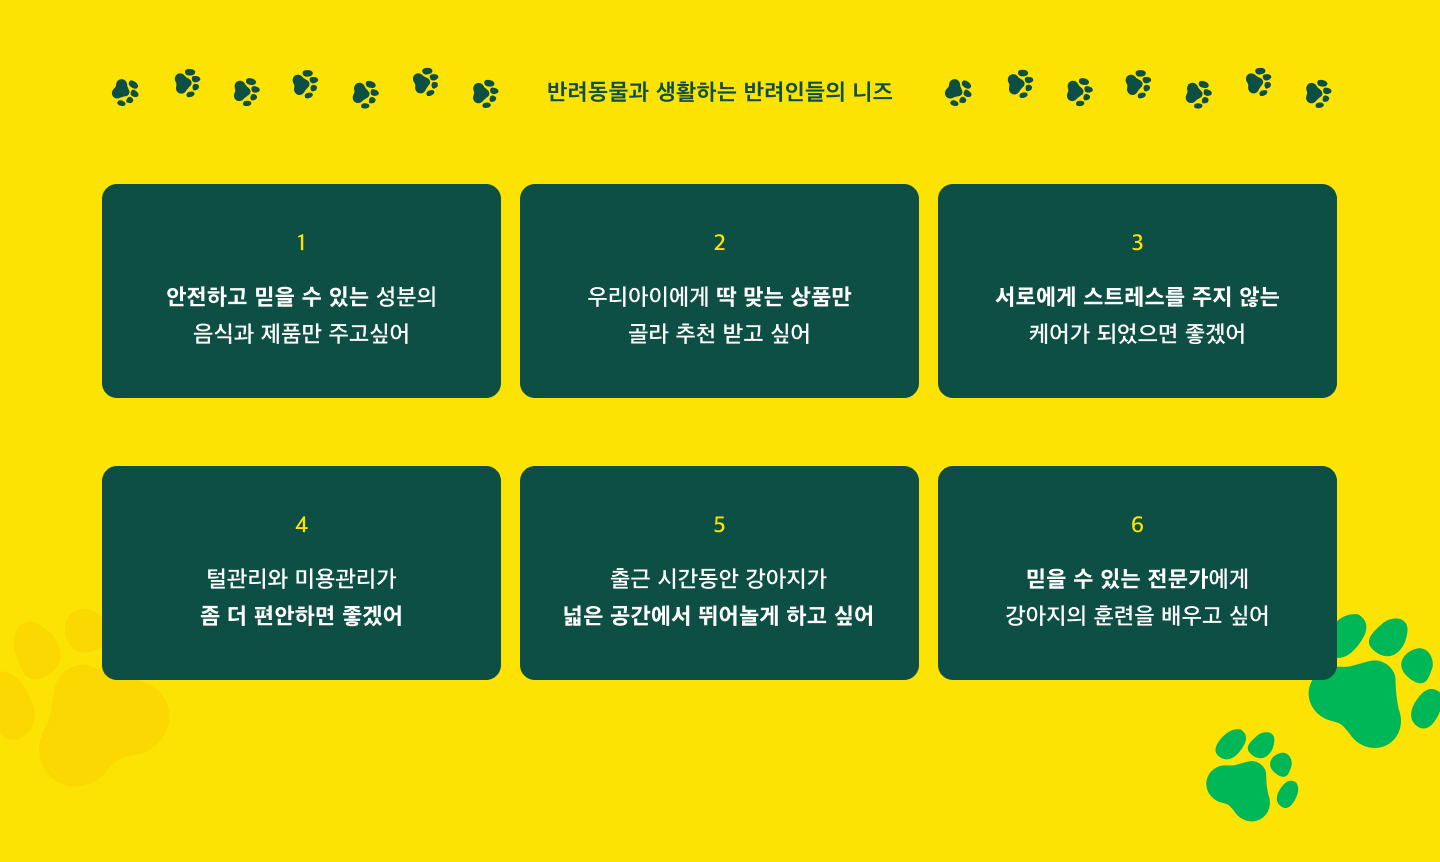 반려동물과 생활하는 반려인들의 니즈
1
안전하고 믿을 수 있는 성분의
음식과 제품만 주고싶어
2
우리아이에게 딱 맞는 상품만
골라 추천 받고 싶어
3
서로에게 스트레스를 주지 않는
케어가 되었으면 좋겠어
4
털관리와 미용관리가
좀 더 편안하면 좋겠어
5
출근 시간동안 강아지가
넓은 공간에서 뛰어놀게 하고 싶어
6
믿을 수 있는 전문가에게
강아지의 훈련을 배우고 싶어